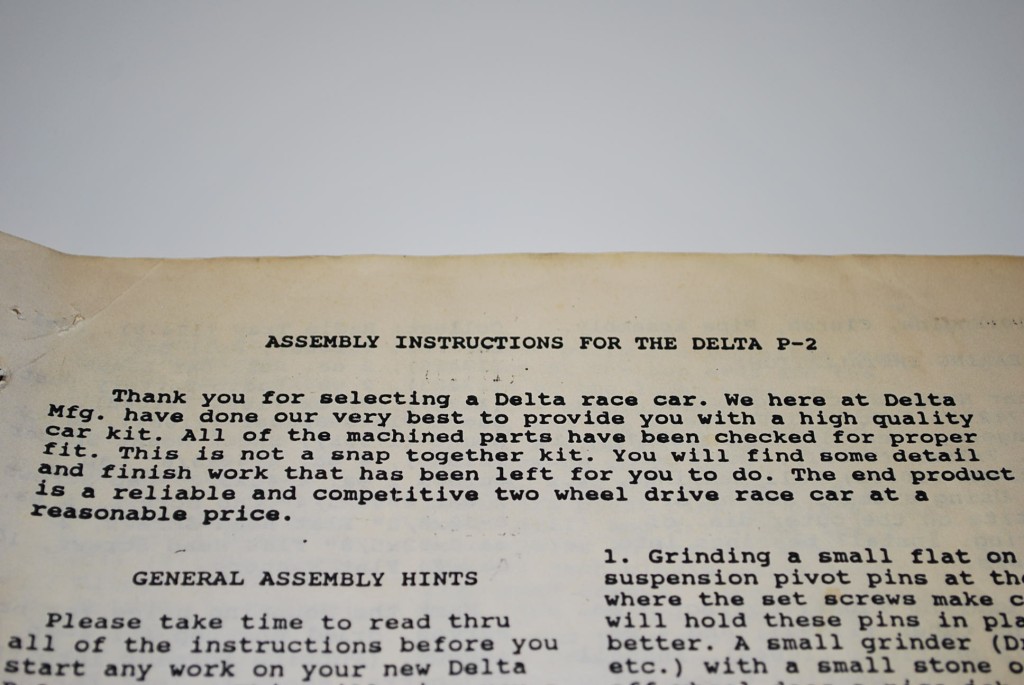 ASSEMBLY INSTRUCTIONS FOR THE DELTA P-2
Thank you for selecting a Delta race car. We here at Delta
Mfg. have done our very best to provide you with a high quality
car kit. All of the machined parts have been checked for proper
fit. This is not a snap together kit. You will find some detail
and finish work that has been left for you to do. The end product
is a reliable and competitive two wheel drive race car at a
reasonable price.
GENERAL ASSEMBLY HINTS
Please take time to read thru
all of the instructions before you
start any work on your new Delta
1. Grinding a small flat on
suspension pivot pins at the
where the set screws make c
will hold these pins in pla
better. A small grinder (Dr
etc.) with a small stone o